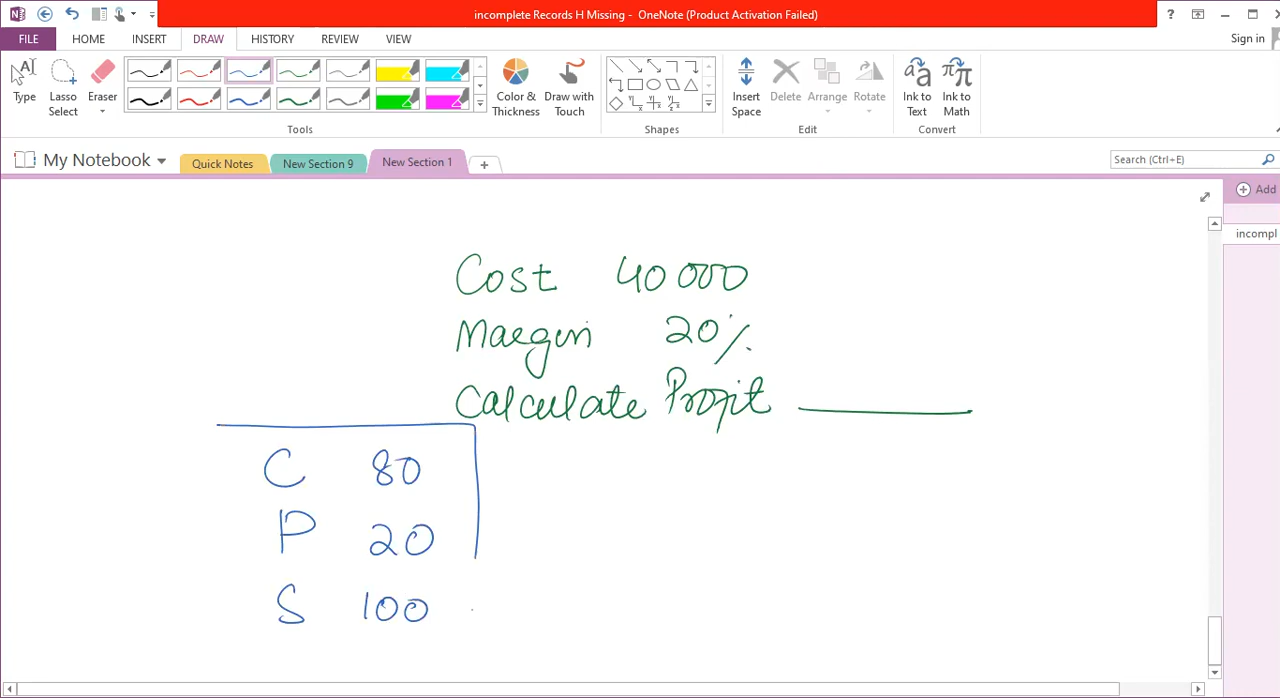 incomplete Records H Missing - OneNote (Product Activation Failed)
?
Sign in
FILE HOME INSERT DRAW HISTORY REVIEW VIEW
Type
Lasso Select
Eraser
Color & Thickness
Draw with Touch
Insert Space
Delete
Arrange
Rotate
Ink to Text
Ink to Math
Tools
Shapes
Edit
Convert
My Notebook
Quick Notes
New Section 9
New Section 1
Search (Ctrl+E)
Add
incompl
Cost 40000
Margin 20%
Calculate Profit
C 80
P 20
S 100